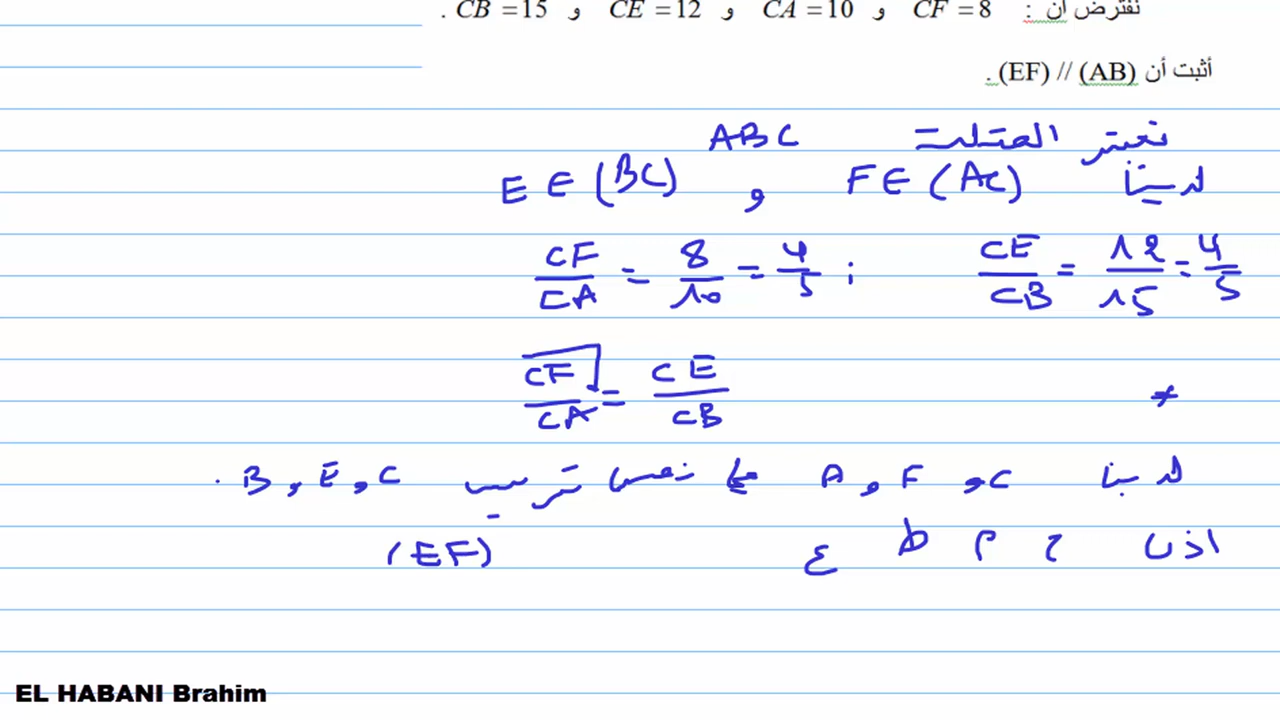 نفترض أن : CF = 8 و CA = 10 و CE = 12 و CB = 15 .
أثبت أن (AB) // (EF) .
نعتبر المثلث ABC
لدينا F ∈ (AC) و E ∈ (BC)
CE/CB = 12/15 = 4/5 ; CF/CA = 8/10 = 4/5
* CF/CA = CE/CB
لدينا C و F و A على نفس ترتيب C و E و B .
اذن ح م ط ع (EF)
EL HABANI Brahim